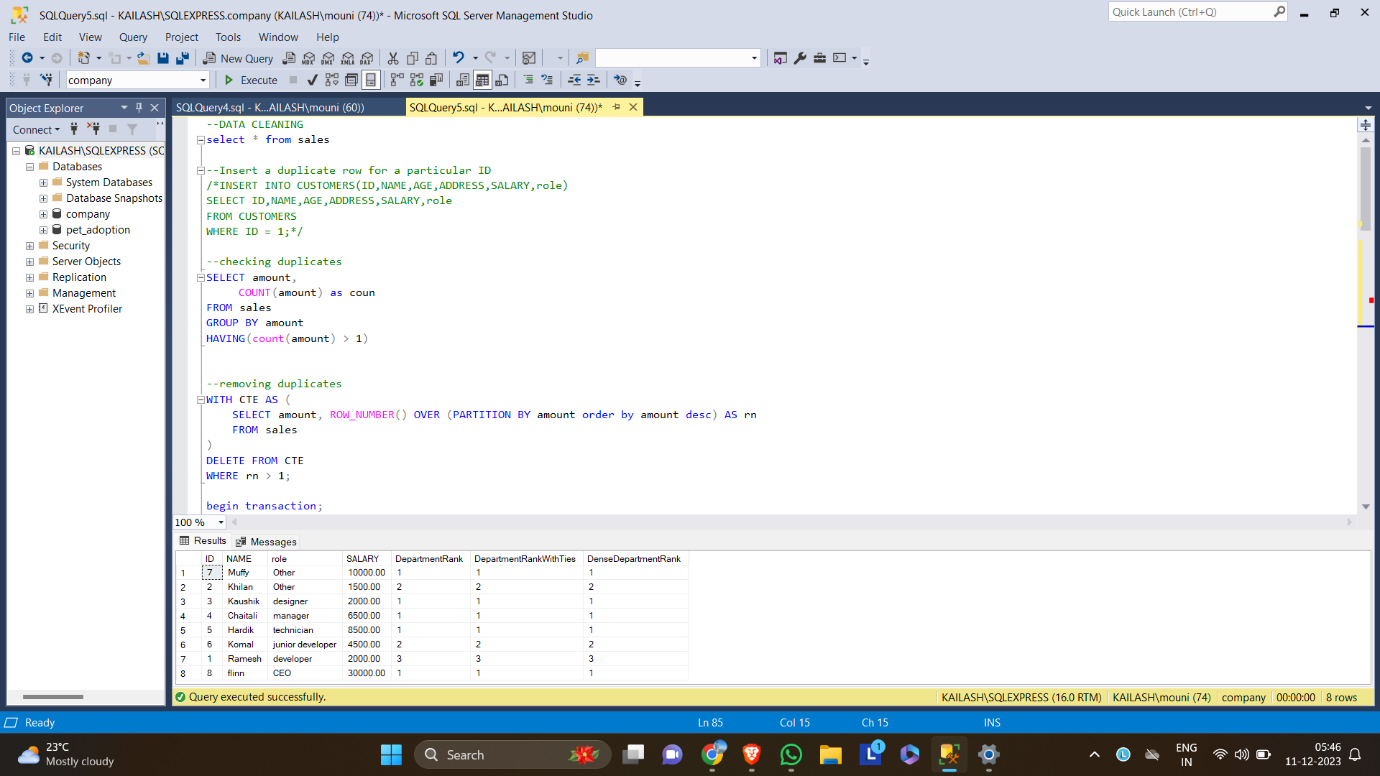 SQLQuery5.sql - KAILASH\SQLEXPRESS.company (KAILASH\mouni (74))* - Microsoft SQL Server Management Studio
Quick Launch (Ctrl+Q)
File Edit View Query Project Tools Window Help
New Query
company Execute
Object Explorer
SQLQuery4.sql - K...AILASH\mouni (60))
SQLQuery5.sql - K...AILASH\mouni (74))*
Connect
KAILASH\SQLEXPRESS (SC
Databases
System Databases
Database Snapshots
company
pet_adoption
Security
Server Objects
Replication
Management
XEvent Profiler
--DATA CLEANING
select * from sales
--Insert a duplicate row for a particular ID
/*INSERT INTO CUSTOMERS(ID,NAME,AGE,ADDRESS,SALARY,role)
SELECT ID,NAME,AGE,ADDRESS,SALARY,role
FROM CUSTOMERS
WHERE ID = 1;*/
--checking duplicates
SELECT amount,
COUNT(amount) as coun
FROM sales
GROUP BY amount
HAVING(count(amount) > 1)
--removing duplicates
WITH CTE AS (
SELECT amount, ROW_NUMBER() OVER (PARTITION BY amount order by amount desc) AS rn
FROM sales
)
DELETE FROM CTE
WHERE rn > 1;
begin transaction;
100 %
Results Messages
ID NAME role SALARY DepartmentRank DepartmentRankWithTies DenseDepartmentRank
1 7 Muffy Other 10000.00 1 1 1
2 2 Khilan Other 1500.00 2 2 2
3 3 Kaushik designer 2000.00 1 1 1
4 4 Chaitali manager 6500.00 1 1 1
5 5 Hardik technician 8500.00 1 1 1
6 6 Komal junior developer 4500.00 2 2 2
7 1 Ramesh developer 2000.00 3 3 3
8 8 flinn CEO 30000.00 1 1 1
Query executed successfully.
KAILASH\SQLEXPRESS (16.0 RTM) KAILASH\mouni (74) company 00:00:00 8 rows
Ready Ln 85 Col 15 Ch 15 INS
23°C
Mostly cloudy
Search
1
ENG
IN
05:46
11-12-2023